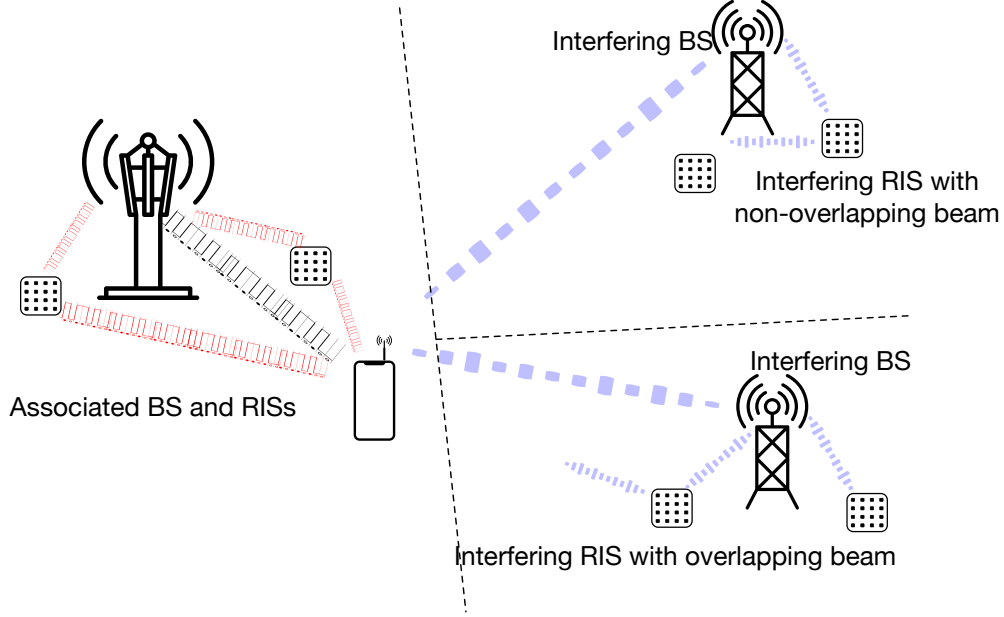 Interfering BS
Interfering RIS with
non-overlapping beam
Interfering BS
Associated BS and RISs
Interfering RIS with overlapping beam